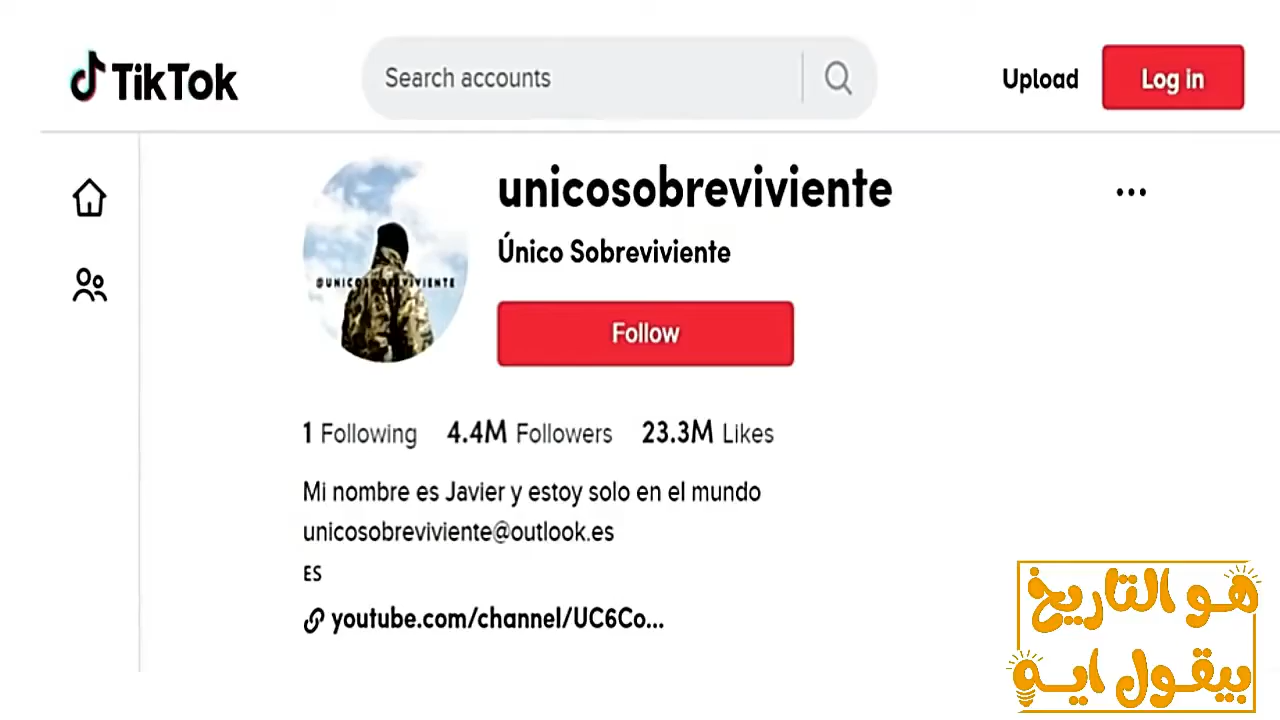 TikTok
Search accounts
Upload
Log in
unicosobreviviente
Único Sobreviviente
@UNICOSOBREVIVIENTE
Follow
1 Following 4.4M Followers 23.3M Likes
Mi nombre es Javier y estoy solo en el mundo
unicosobreviviente@outlook.es
ES
youtube.com/channel/UC6Co...
هو التاريخ
بيقول ايه